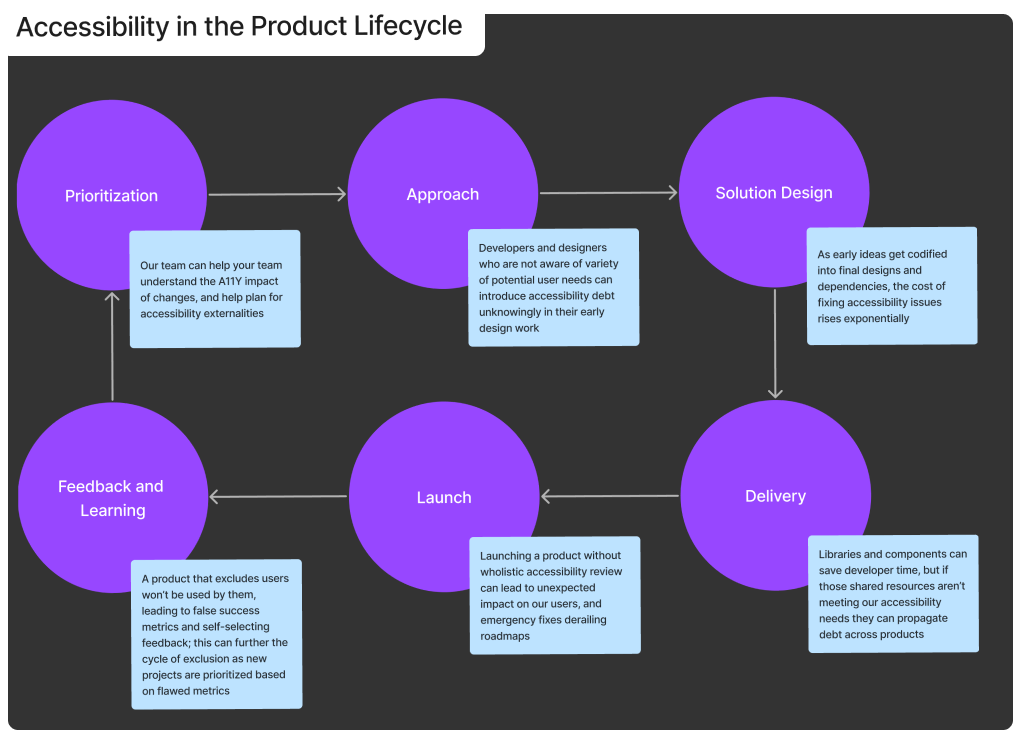 Accessibility in the Product Lifecycle
Prioritization
Our team can help your team
understand the A11Y impact
of changes, and help plan for
accessibility externalities
Approach
Developers and designers
who are not aware of variety
of potential user needs can
introduce accessibility debt
unknowingly in their early
design work
Solution Design
As early ideas get codified
into final designs and
dependencies, the cost of
fixing accessibility issues
rises exponentially
Delivery
Libraries and components can
save developer time, but if
those shared resources aren't
meeting our accessibility
needs they can propagate
debt across products
Launch
Launching a product without
wholistic accessibility review
can lead to unexpected
impact on our users, and
emergency fixes derailing
roadmaps
Feedback and
Learning
A product that excludes users
won't be used by them,
leading to false success
metrics and self-selecting
feedback; this can further the
cycle of exclusion as new
projects are prioritized based
on flawed metrics